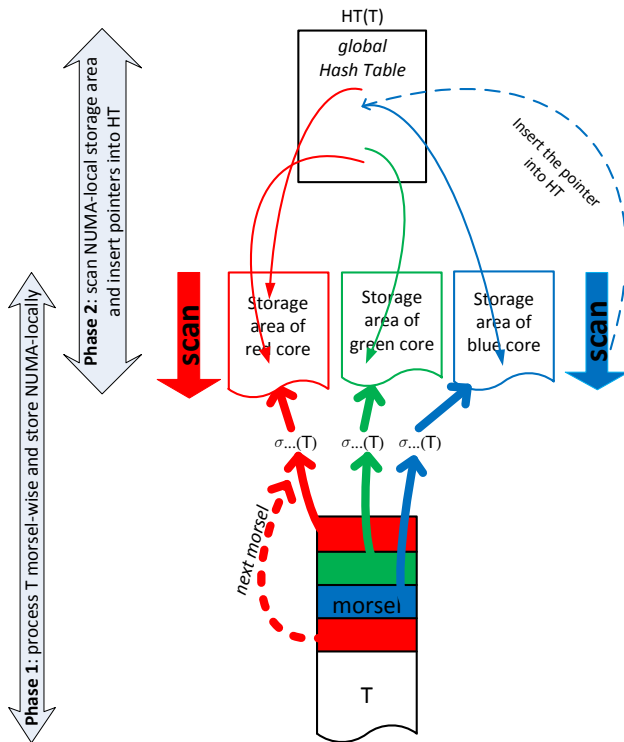 HT(T)
global
Hash Table
Phase 2: scan NUMA-local storage area
and insert pointers into HT
Insert the pointer
into HT
Phase 1: process T morsel-wise and store NUMA-locally
scan
Storage
area of
red core
Storage
area of
green core
Storage
area of
blue core
scan
σ...(T)
σ...(T)
σ...(T)
next morsel
morsel
T